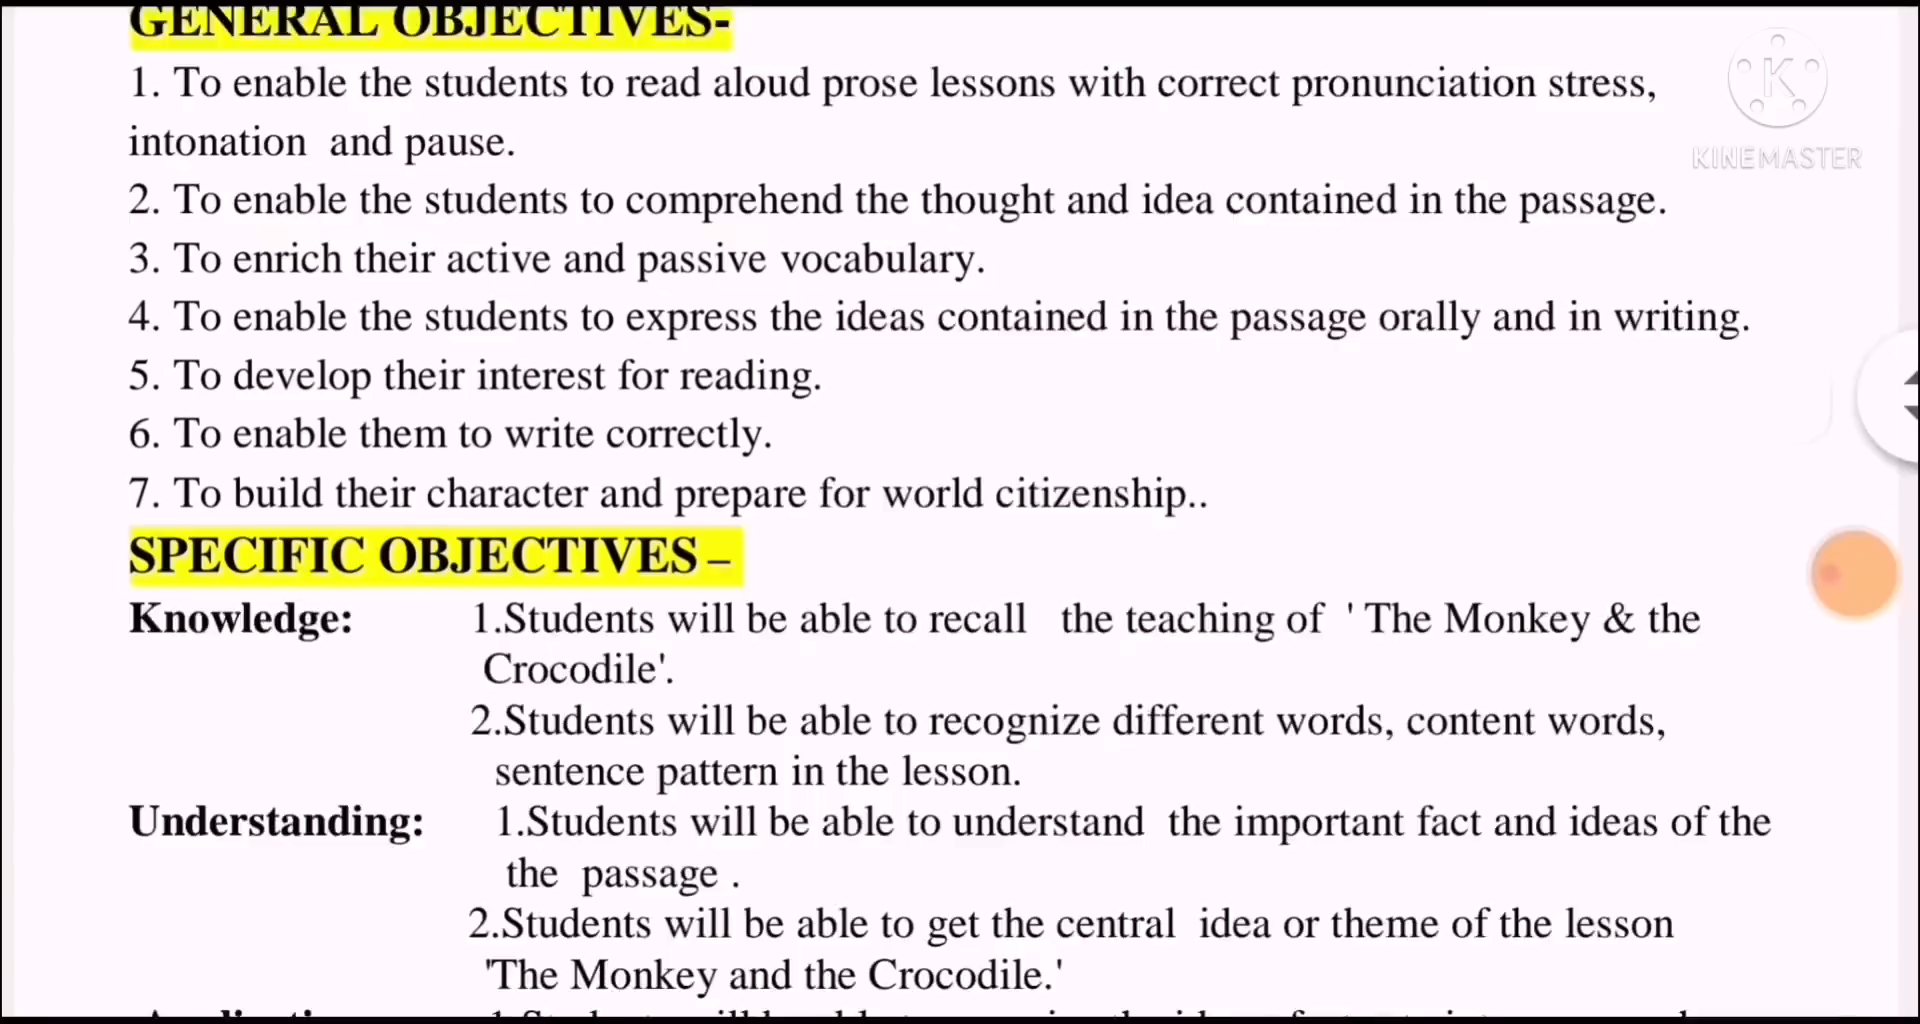 GENERAL OBJECTIVES-
1. To enable the students to read aloud prose lessons with correct pronunciation stress,
intonation and pause.
2. To enable the students to comprehend the thought and idea contained in the passage.
3. To enrich their active and passive vocabulary.
4. To enable the students to express the ideas contained in the passage orally and in writing.
5. To develop their interest for reading.
6. To enable them to write correctly.
7. To build their character and prepare for world citizenship..
SPECIFIC OBJECTIVES –
Knowledge: 1.Students will be able to recall the teaching of ' The Monkey & the
Crocodile'.
2.Students will be able to recognize different words, content words,
sentence pattern in the lesson.
Understanding: 1.Students will be able to understand the important fact and ideas of the
the passage .
2.Students will be able to get the central idea or theme of the lesson
'The Monkey and the Crocodile.'
K
KINEMASTER